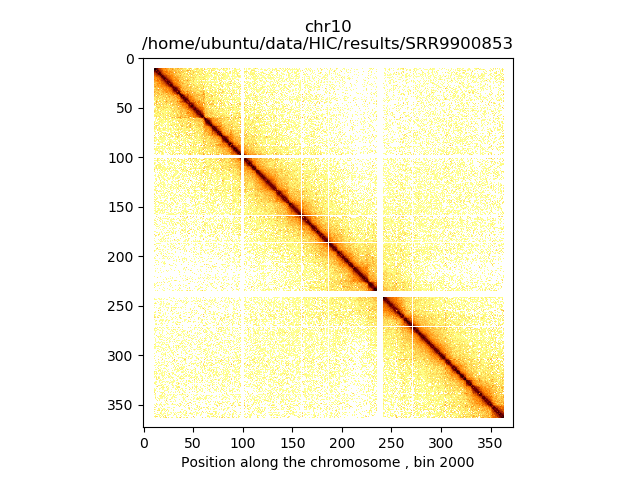 chr10
/home/ubuntu/data/HIC/results/SRR9900853
0
50
100
150
200
250
300
350
0 50 100 150 200 250 300 350
Position along the chromosome , bin 2000